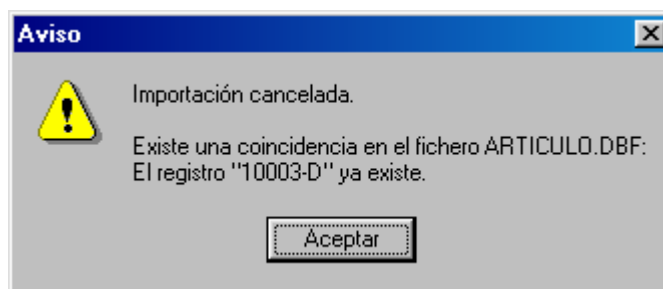 Aviso
Importación cancelada.
Existe una coincidencia en el fichero ARTICULO.DBF:
El registro "10003-D" ya existe.
Aceptar